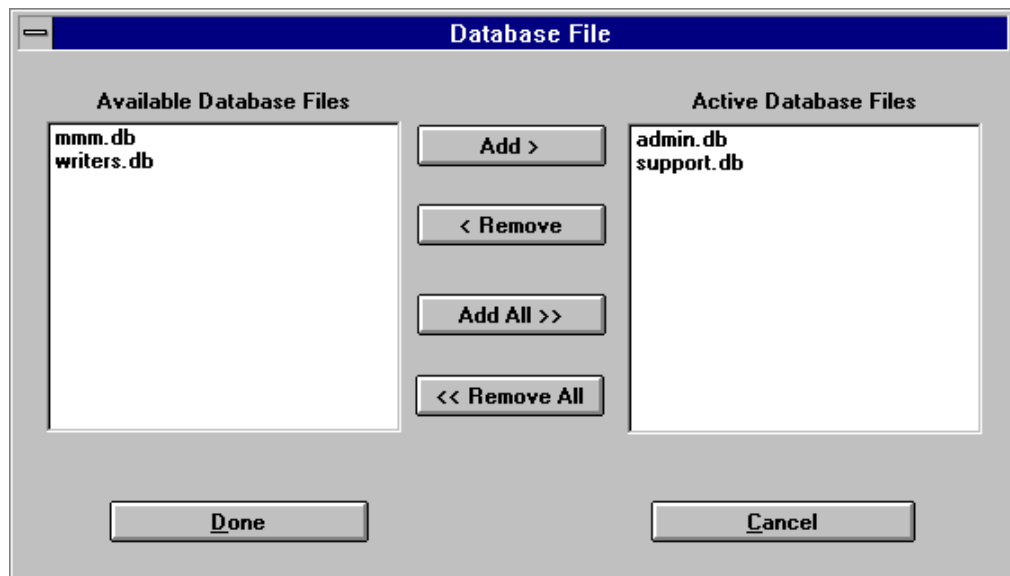 Database File
Available Database Files
mmm.db
writers.db
Add >
< Remove
Add All >>
<< Remove All
Active Database Files
admin.db
support.db
Done
Cancel